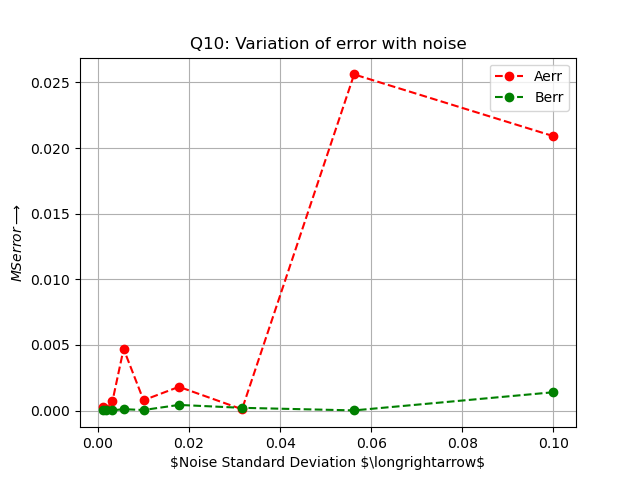 Q10: Variation of error with noise
Aerr
Berr
MSerror⟶
0.025
0.020
0.015
0.010
0.005
0.000
0.00 0.02 0.04 0.06 0.08 0.10
$Noise Standard Deviation $\longrightarrow$